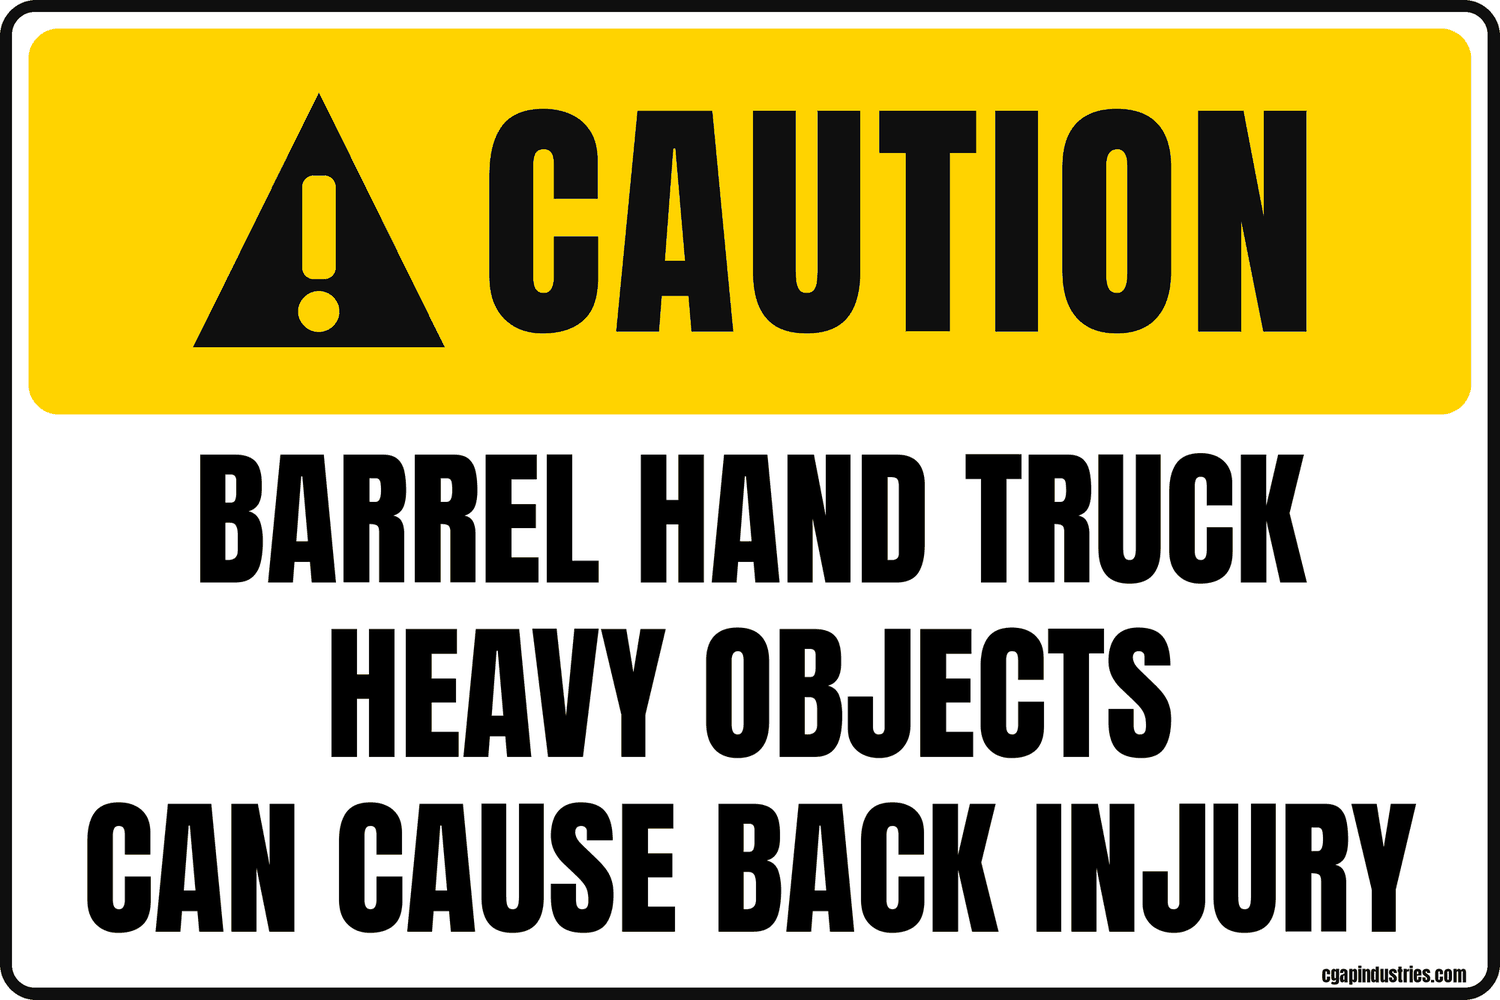 CAUTION
BARREL HAND TRUCK
HEAVY OBJECTS
CAN CAUSE BACK INJURY
cgapindustries.com